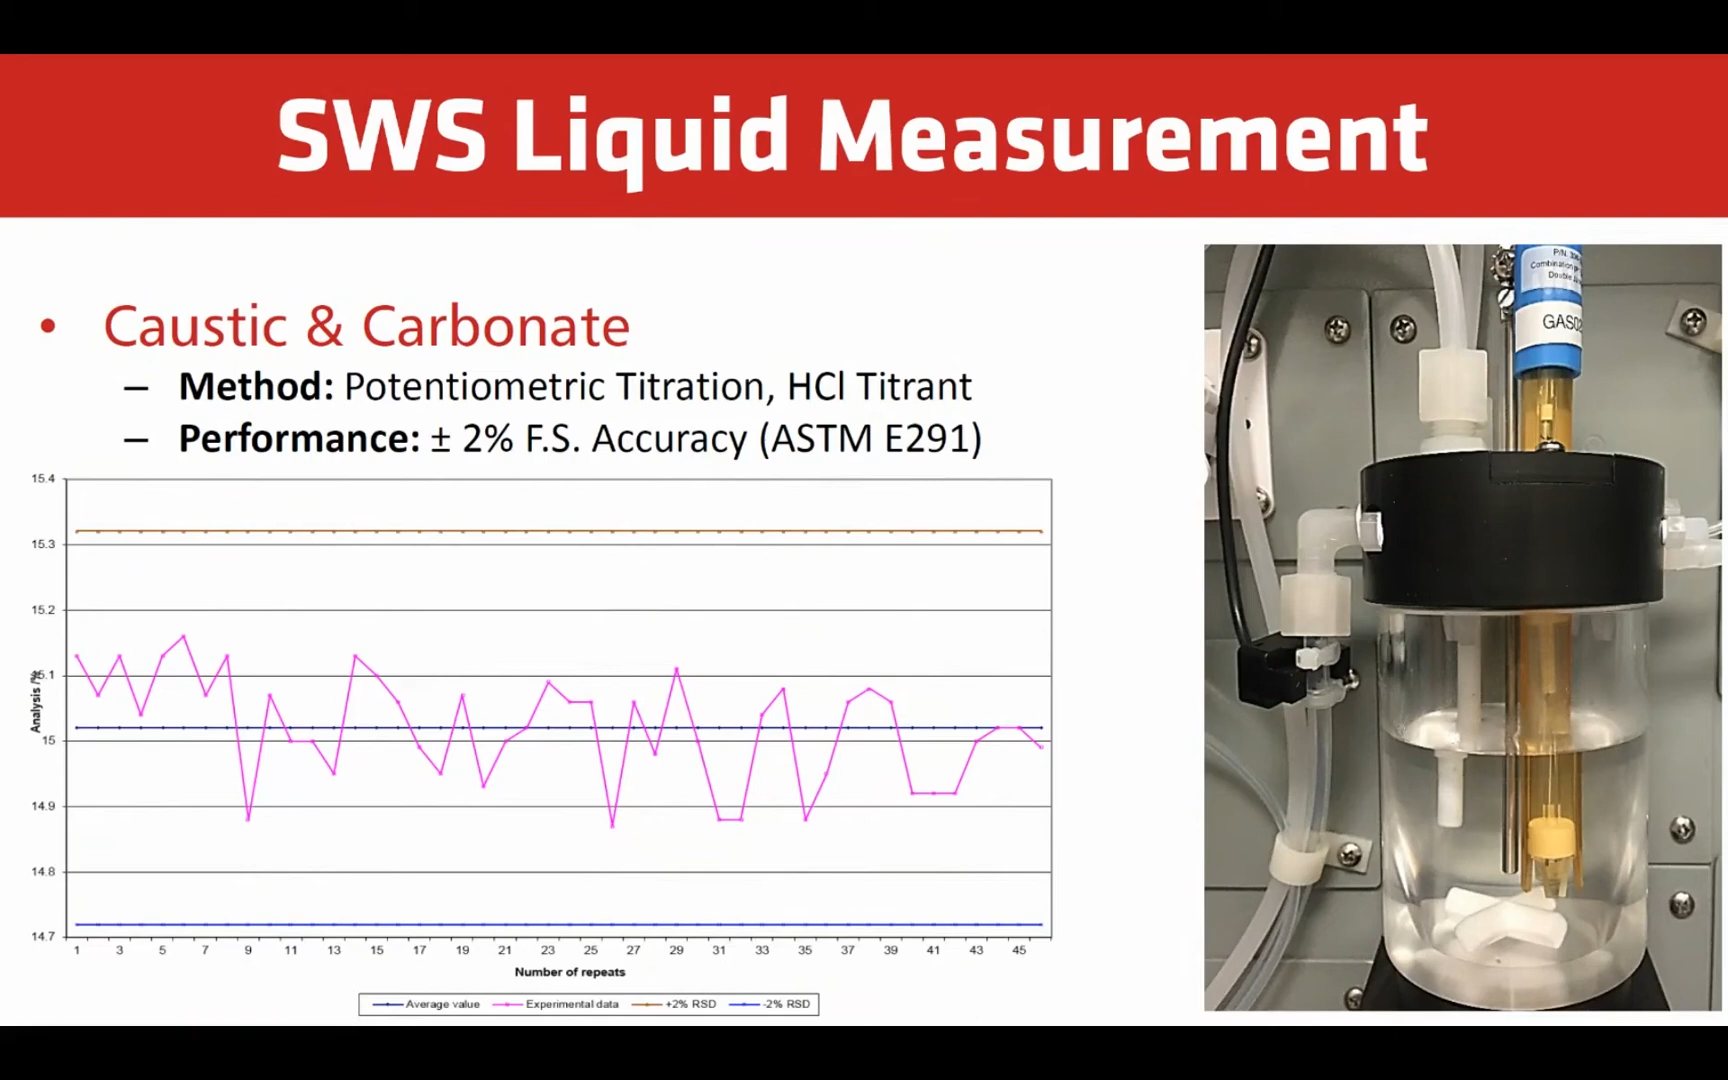 SWS Liquid Measurement
• Caustic & Carbonate
– Method: Potentiometric Titration, HCl Titrant
– Performance: ± 2% F.S. Accuracy (ASTM E291)
15.4
15.3
15.2
15.1
15
14.9
14.8
14.7
Analysis /%
1 3 5 7 9 11 13 15 17 19 21 23 25 27 29 31 33 35 37 39 41 43 45
Number of repeats
Average value Experimental data +2% RSD -2% RSD
P/N
Combination
Double